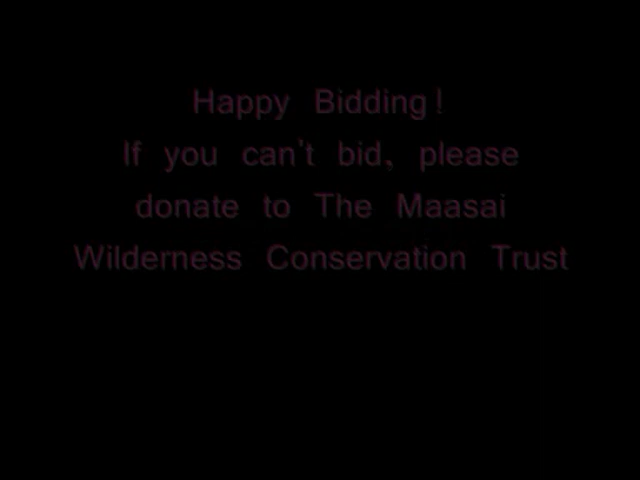 Happy Bidding!
If you can't bid, please
donate to The Maasai
Wilderness Conservation Trust